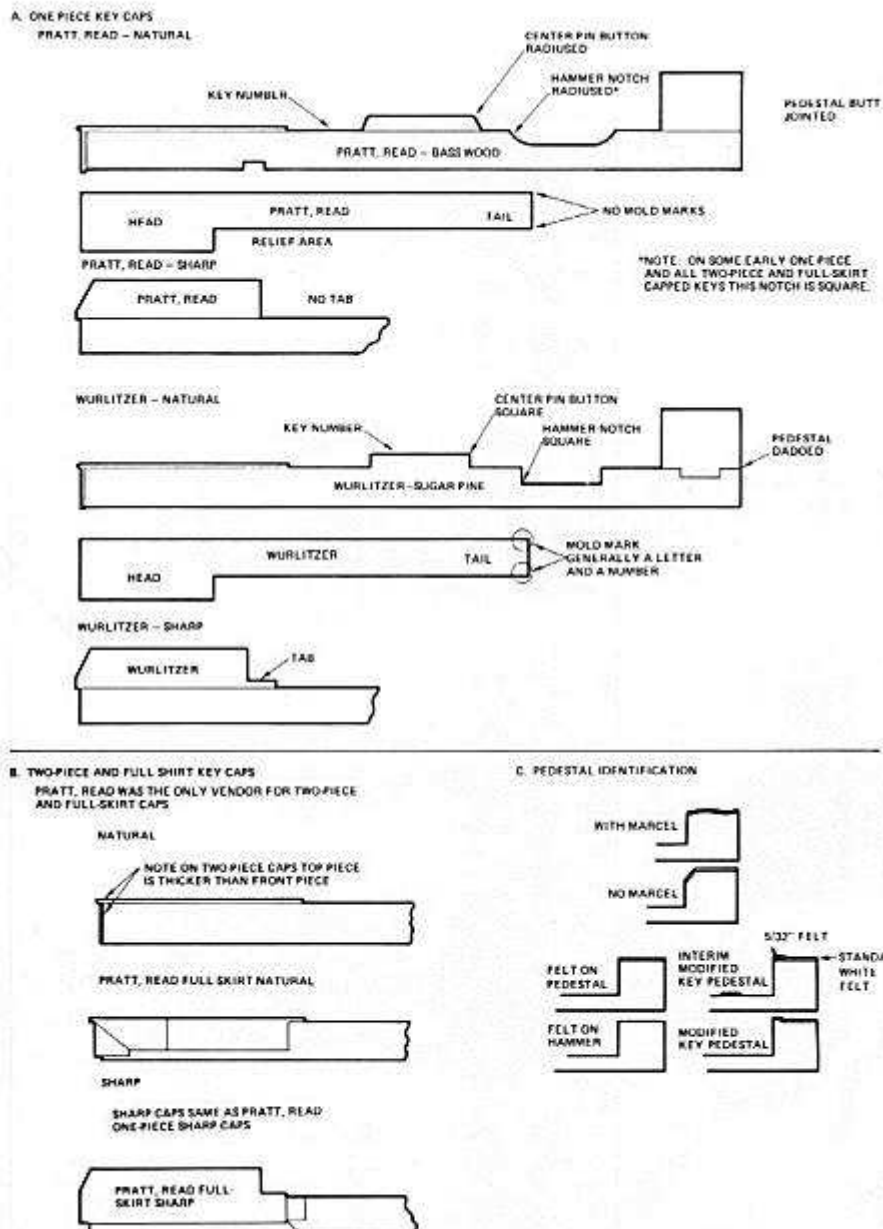 A. ONE PIECE KEY CAPS
PRATT, READ – NATURAL
CENTER PIN BUTTON
RADIUSED
HAMMER NOTCH
RADIUSED*
KEY NUMBER
PEDESTAL BUTT
JOINTED
PRATT, READ – BASS WOOD
HEAD
PRATT, READ
TAIL
NO MOLD MARKS
RELIEF AREA
PRATT, READ – SHARP
*NOTE: ON SOME EARLY ONE PIECE
AND ALL TWO-PIECE AND FULL-SKIRT
CAPPED KEYS THIS NOTCH IS SQUARE.
PRATT, READ
NO TAB
WURLITZER – NATURAL
CENTER PIN BUTTON
SQUARE
KEY NUMBER
HAMMER NOTCH
SQUARE
PEDESTAL
DADOED
WURLITZER–SUGAR PINE
WURLITZER
TAIL
HEAD
MOLD MARK
GENERALLY A LETTER
AND A NUMBER
WURLITZER – SHARP
WURLITZER
TAB
B. TWO-PIECE AND FULL SHIRT KEY CAPS
PRATT, READ WAS THE ONLY VENDOR FOR TWO-PIECE
AND FULL-SKIRT CAPS
NATURAL
NOTE ON TWO-PIECE CAPS TOP PIECE
IS THICKER THAN FRONT PIECE
PRATT, READ FULL SKIRT NATURAL
SHARP
SHARP CAPS SAME AS PRATT, READ
ONE-PIECE SHARP CAPS
PRATT, READ FULL-
SKIRT SHARP
C. PEDESTAL IDENTIFICATION
WITH MARCEL
NO MARCEL
5/32" FELT
FELT ON
PEDESTAL
INTERIM
MODIFIED
KEY PEDESTAL
STANDA
WHITE
FELT
FELT ON
HAMMER
MODIFIED
KEY PEDESTAL